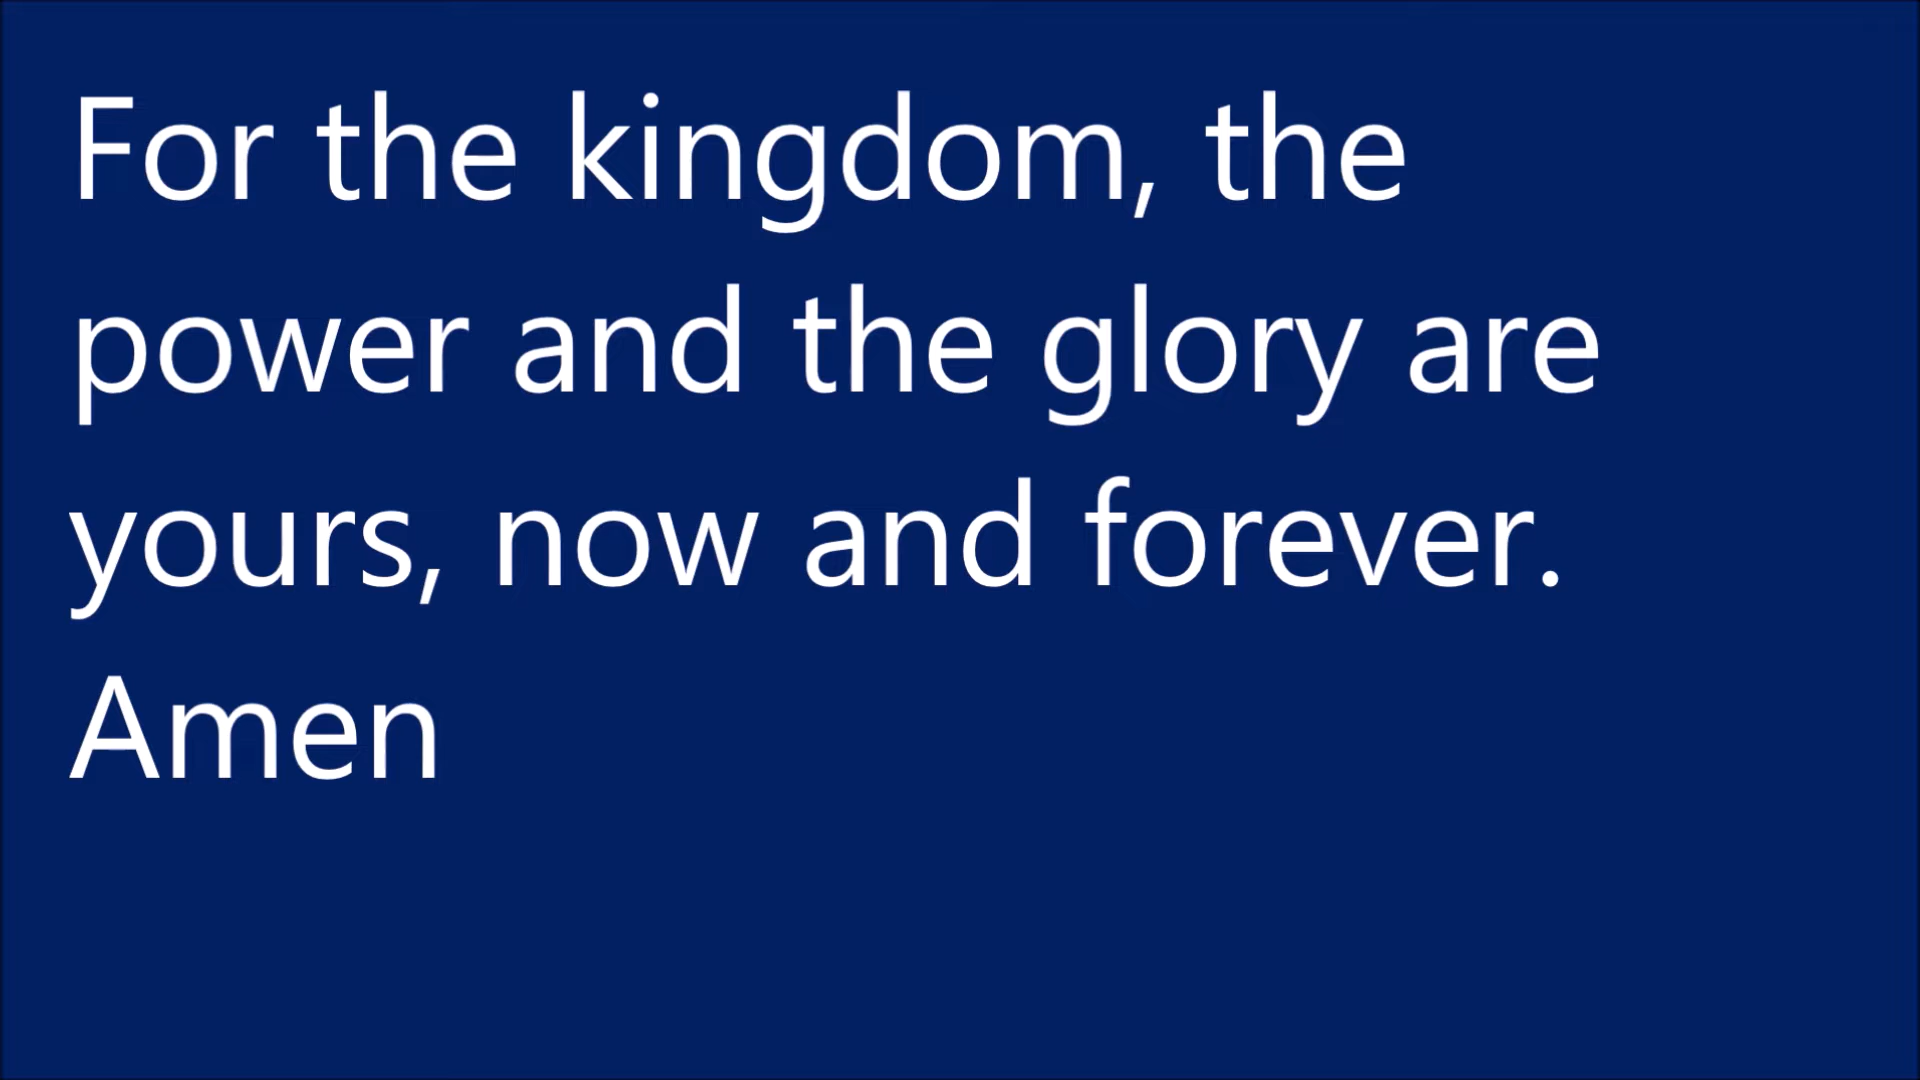 For the kingdom, the
power and the glory are
yours, now and forever.
Amen